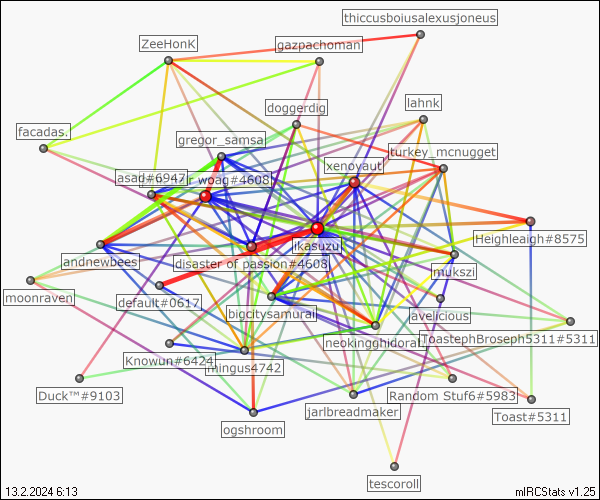 thiccusboiusalexusjoneus
ZeeHonK
gazpachoman
doggerdig
lahnk
facadas.
gregor_samsa
turkey_mcnugget
xenoyaut
asad#6947
woag#4608
Heighleaigh#8575
ikasuzu
andnewbees
disaster of passion#4608
mukszi
moonraven
default#0617
bigcitysamurai
avelicious
neokingghidorah
ToastephBroseph5311#5311
Knowun#6424
mingus4742
Duck™#9103
jarlbreadmaker
Random Stuf6#5983
Toast#5311
ogshroom
tescoroll
13.2.2024 6:13
mIRCStats v1.25